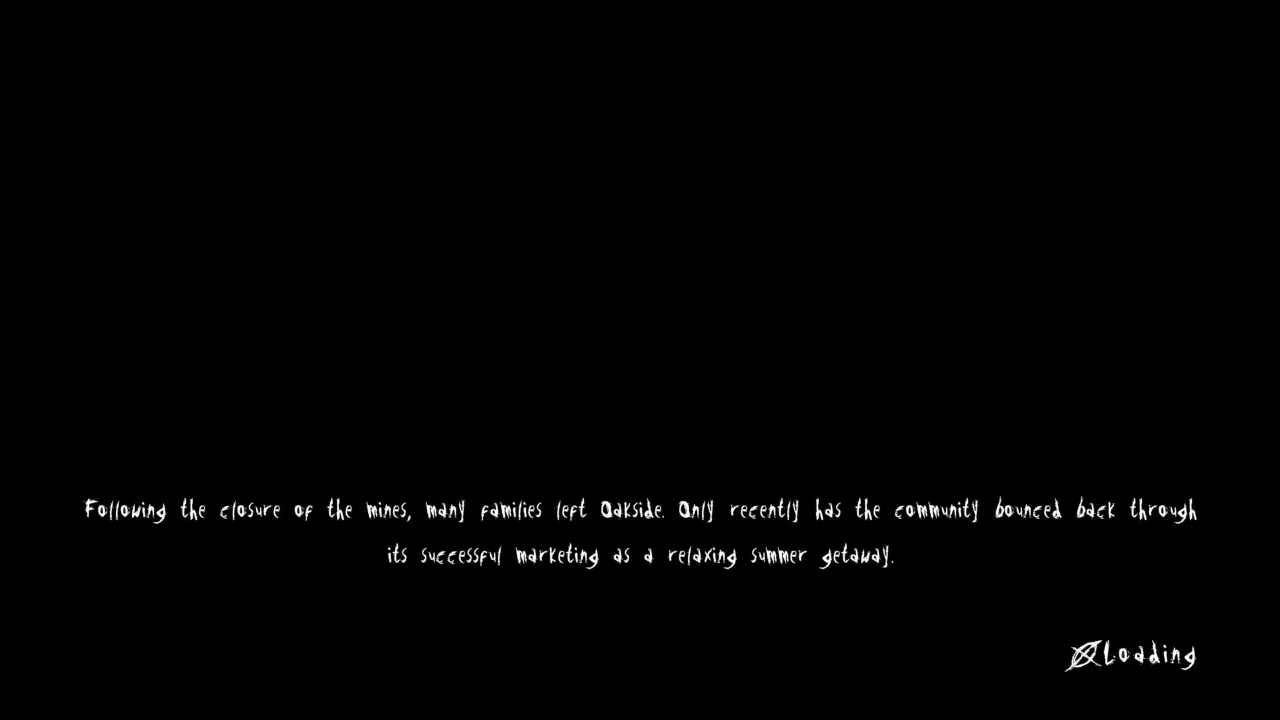 Following the closure of the mines, many families left Oakside. Only recently has the community bounced back through
its successful marketing as a relaxing summer getaway.
Loading